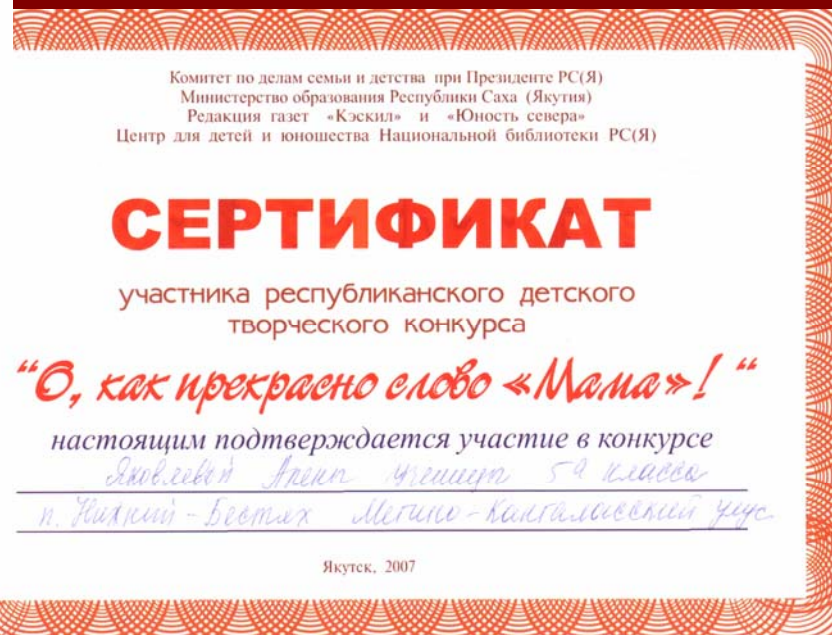 Комитет по делам семьи и детства при Президенте РС(Я)
Министерство образования Республики Саха (Якутия)
Редакция газет «Кэскил» и «Юность севера»
Центр для детей и юношества Национальной библиотеки РС(Я)
СЕРТИФИКАТ
участника республиканского детского
творческого конкурса
"О, как прекрасно слово «Мама»! "
настоящим подтверждается участие в конкурсе
Яковлевой Алены ученицы 5а класса
п. Нижний-Бестях Мегино-Кангаласский улус
Якутск, 2007